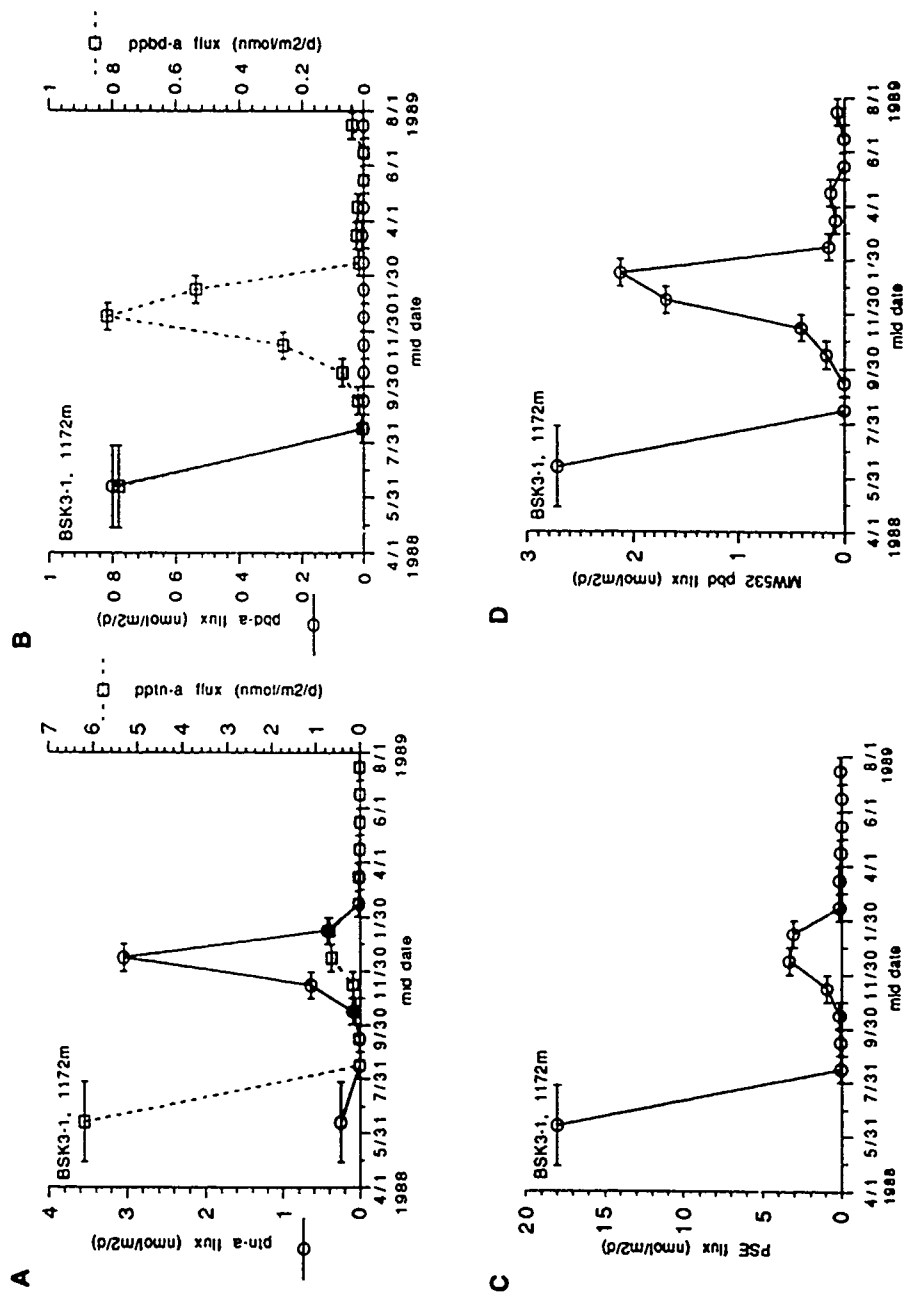 A
BSK3-1, 1172m
ptn-a flux (nmol/m2/d)
4
3
2
1
0
pptn-a flux (nmol/m2/d)
7
6
5
4
3
2
1
0
4/1 5/31 7/31 9/30 11/30 1/30 4/1 6/1 8/1
1988 mid date 1989
B
BSK3-1, 1172m
pbd-a flux (nmol/m2/d)
1
0 8
0 6
0 4
0 2
0
ppbd-a flux (nmol/m2/d)
1
0 8
0 6
0 4
0 2
0
4/1 5/31 7/31 9/30 11/301 1/30 4/1 6/1 8/1
1988 mid date 1989
C
BSK3-1, 1172m
PSE flux (nmol/m2/d)
20
15
10
5
0
4/1 5/31 7/31 9/30 11/30 1/30 4/1 6/1 8/1
1988 mid date 1989
D
BSK3-1, 1172m
MW532 pbd flux (nmol/m2/d)
3
2
1
0
4/1 5/31 7/31 9/30 11/30 1/30 4/1 6/1 8/1
1988 mid date 1989